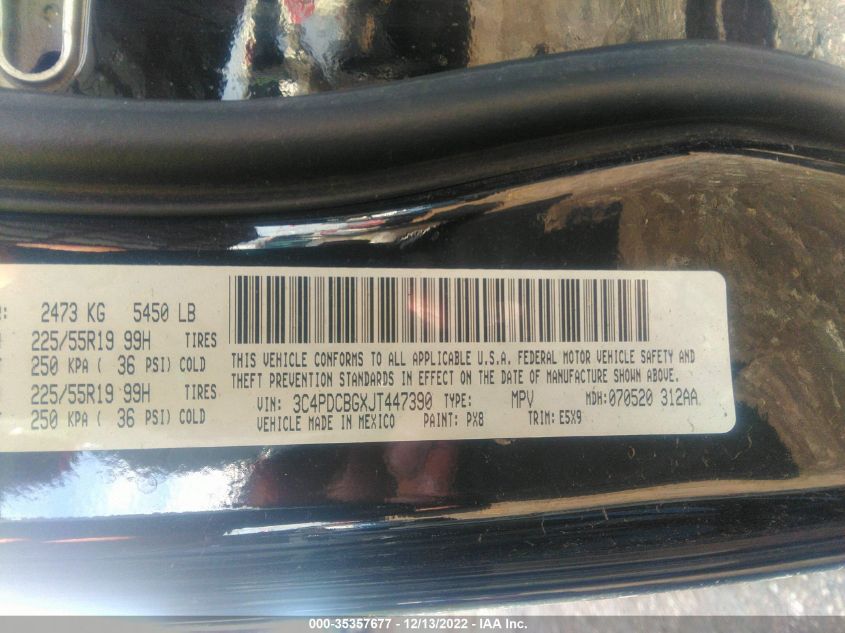 R: 2473 KG 5450 LB
225/55R19 99H TIRES
250 KPA ( 36 PSI) COLD
225/55R19 99H TIRES
250 KPA ( 36 PSI) COLD
THIS VEHICLE CONFORMS TO ALL APPLICABLE U.S.A. FEDERAL MOTOR VEHICLE SAFETY AND
THEFT PREVENTION STANDARDS IN EFFECT ON THE DATE OF MANUFACTURE SHOWN ABOVE.
VIN: 3C4PDCBGXJT447390 TYPE: MPV MDH: 070520 312AA
VEHICLE MADE IN MEXICO PAINT: PX8 TRIM: E5X9
000-35357677 - 12/13/2022 - IAA Inc.